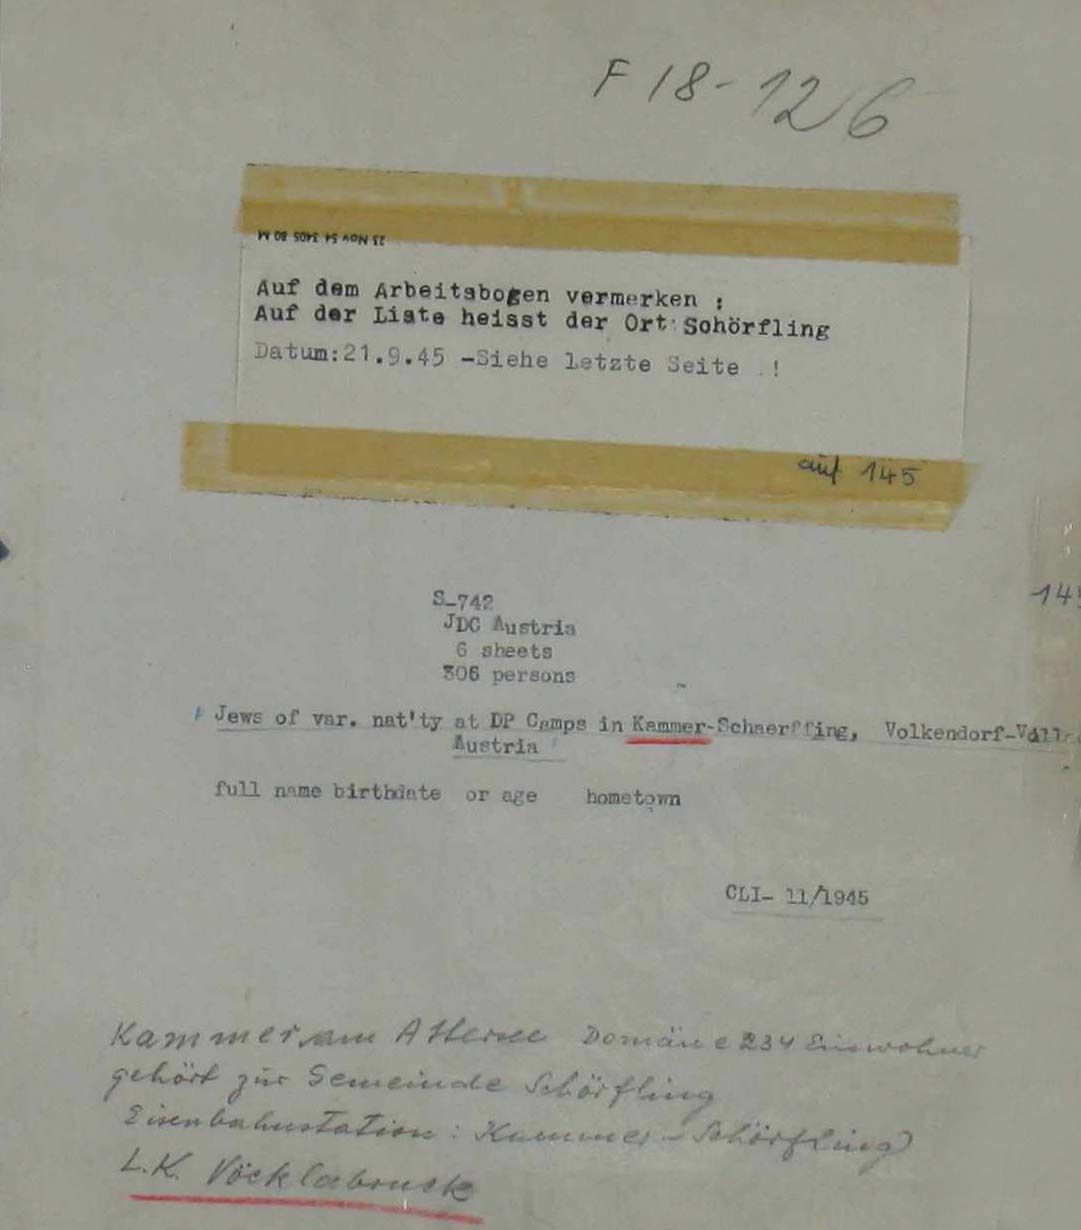 F 18-126
23 Nov 54 3405 80 M
Auf dem Arbeitsbogen vermerken :
Auf der Liste heisst der Ort: Schörfling
Datum:21.9.45 -Siehe letzte Seite !
auf 145
S-742
JDC Austria
6 sheets
306 persons
Jews of var. nat'ty at DP Camps in Kammer-Schaerffing, Volkendorf-
Austria
full name birthdate or age hometown
CLI- 11/1945
Kammer am Attersee Domäne 234 Einwohner
gehört zur Gemeinde Schörfling
Eisenbahnstation: Kammer - Schörfling)
L.K. Vöcklabruck